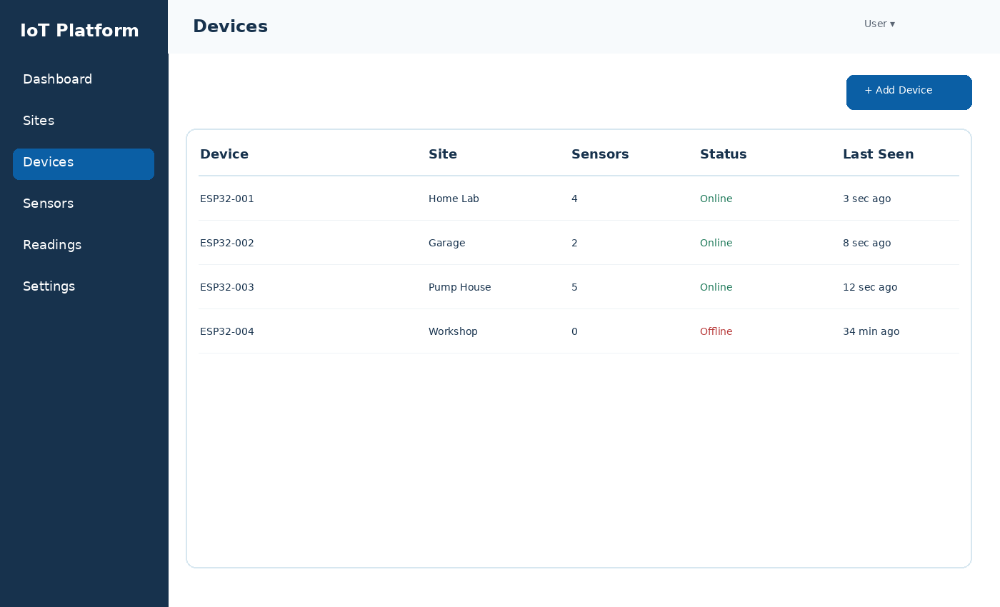 IoT Platform
Dashboard
Sites
Devices
Sensors
Readings
Settings
Devices
User ▾
+ Add Device
Device Site Sensors Status Last Seen
ESP32-001 Home Lab 4 Online 3 sec ago
ESP32-002 Garage 2 Online 8 sec ago
ESP32-003 Pump House 5 Online 12 sec ago
ESP32-004 Workshop 0 Offline 34 min ago